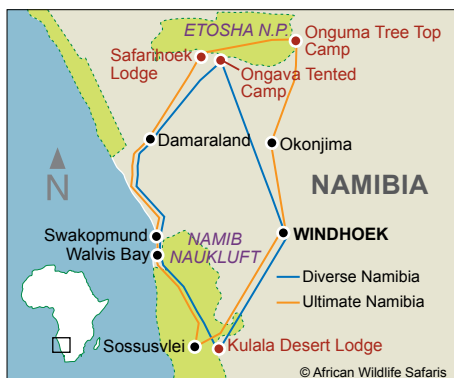 ETOSHA N.P.
Onguma Tree Top
Camp
Safarihoek
Lodge
Ongava Tented
Camp
Damaraland
Okonjima
N
NAMIBIA
Swakopmund
Walvis Bay
NAMIB
NAUKLUFT
WINDHOEK
Diverse Namibia
Ultimate Namibia
Sossusvlei
Kulala Desert Lodge
© African Wildlife Safaris